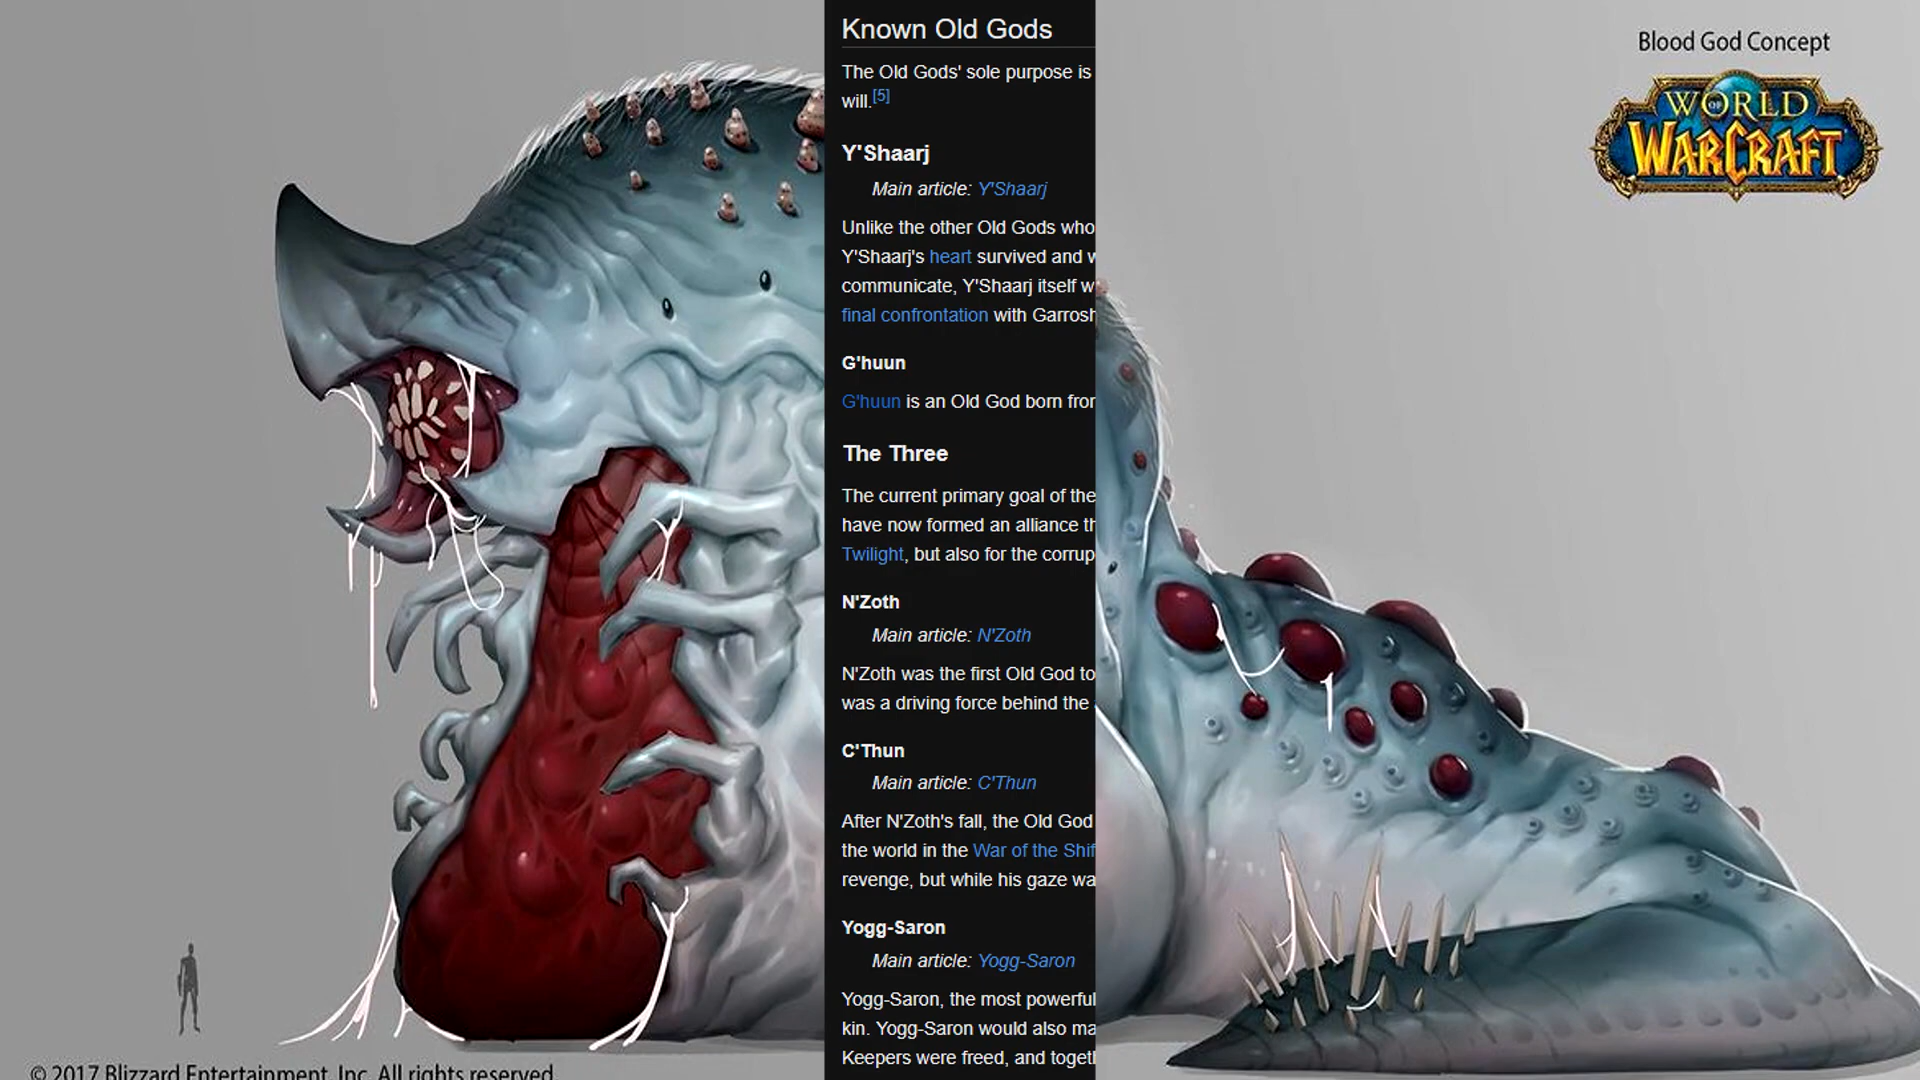 Known Old Gods
The Old Gods' sole purpose is
will.[5]
Y'Shaarj
Main article: Y'Shaarj
Unlike the other Old Gods who
Y'Shaarj's heart survived and w
communicate, Y'Shaarj itself w
final confrontation with Garrosh
G'huun
G'huun is an Old God born from
The Three
The current primary goal of the
have now formed an alliance th
Twilight, but also for the corrup
N'Zoth
Main article: N'Zoth
N'Zoth was the first Old God to
was a driving force behind the
C'Thun
Main article: C'Thun
After N'Zoth's fall, the Old God
the world in the War of the Shif
revenge, but while his gaze wa
Yogg-Saron
Main article: Yogg-Saron
Yogg-Saron, the most powerful
kin. Yogg-Saron would also ma
Keepers were freed, and togeth
Blood God Concept
WORLD
OF
WARCRAFT
© 2017 Blizzard Entertainment, Inc. All rights reserved